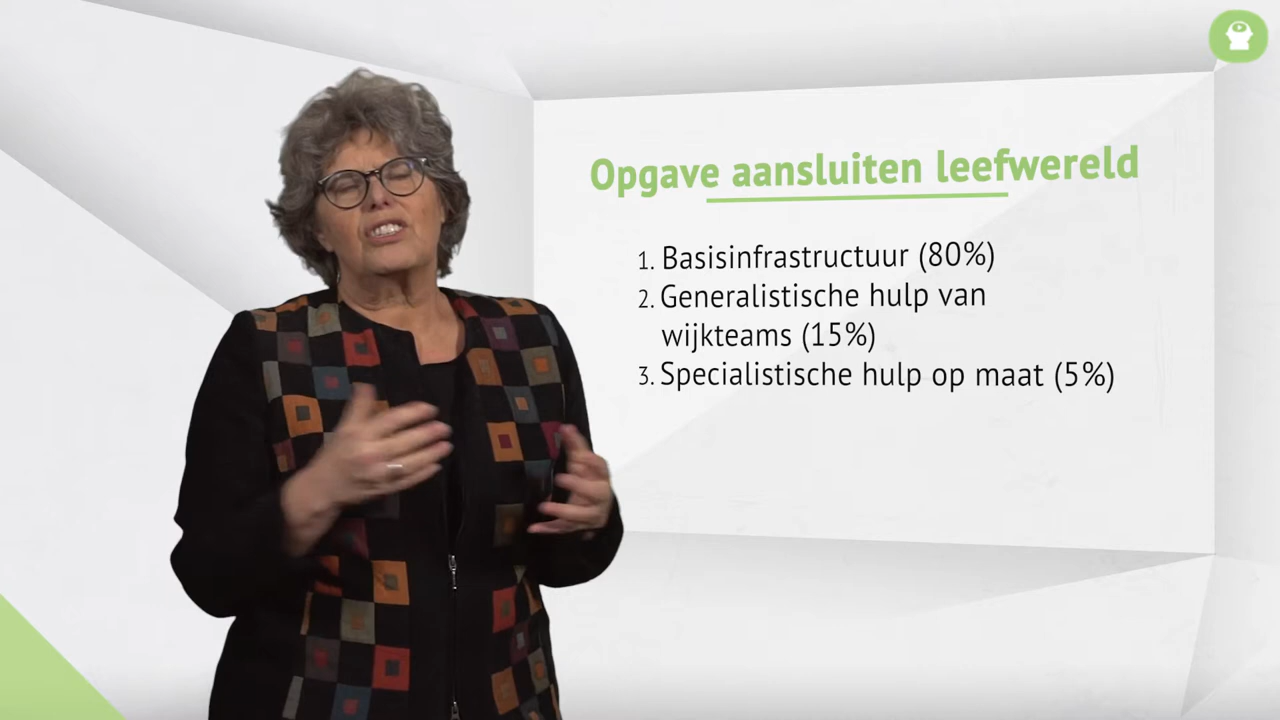 Opgave aansluiten leefwereld
1. Basisinfrastructuur (80%)
2. Generalistische hulp van
wijkteams (15%)
3. Specialistische hulp op maat (5%)